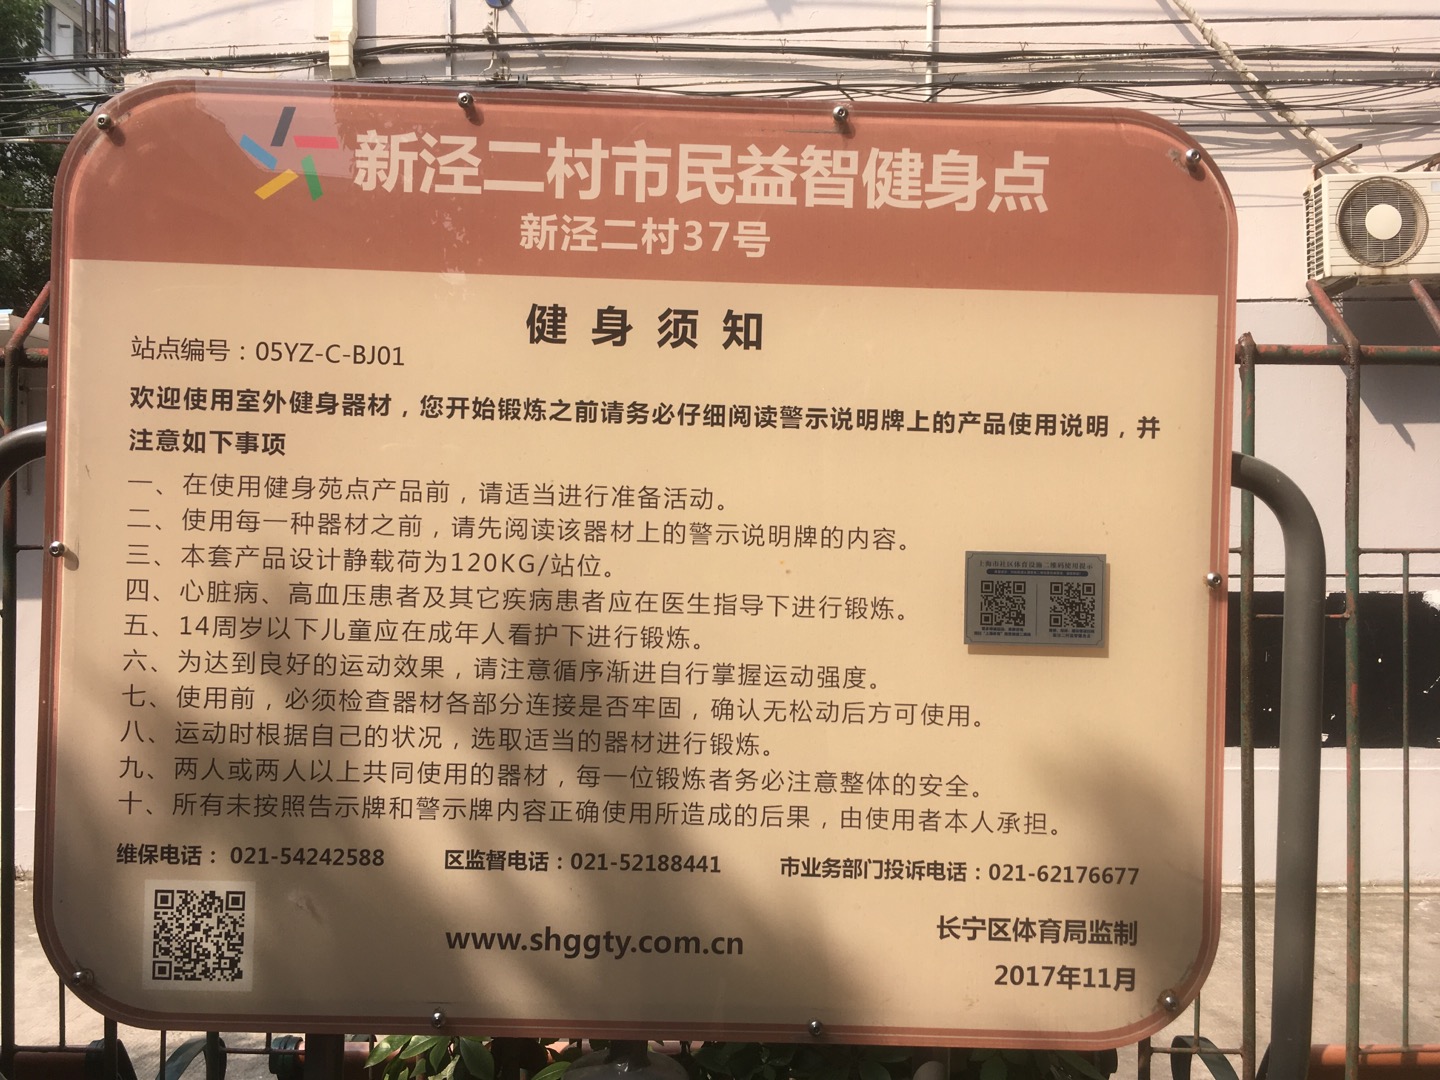 新泾二村市民益智健身点
新泾二村37号
健身须知
站点编号：05YZ-C-BJ01
欢迎使用室外健身器材，您开始锻炼之前请务必仔细阅读警示说明牌上的产品使用说明，并
注意如下事项
一、在使用健身苑点产品前，请适当进行准备活动。
二、使用每一种器材之前，请先阅读该器材上的警示说明牌的内容。
三、本套产品设计静载荷为120KG/站位。
四、心脏病、高血压患者及其它疾病患者应在医生指导下进行锻炼。
五、14周岁以下儿童应在成年人看护下进行锻炼。
六、为达到良好的运动效果，请注意循序渐进自行掌握运动强度。
七、使用前，必须检查器材各部分连接是否牢固，确认无松动后方可使用。
八、运动时根据自己的状况，选取适当的器材进行锻炼。
九、两人或两人以上共同使用的器材，每一位锻炼者务必注意整体的安全。
十、所有未按照告示牌和警示牌内容正确使用所造成的后果，由使用者本人承担。
上海市社区体育设施二维码使用提示
维保电话：021-54242588 区监督电话：021-52188441 市业务部门投诉电话：021-62176677
www.shggty.com.cn
长宁区体育局监制
2017年11月